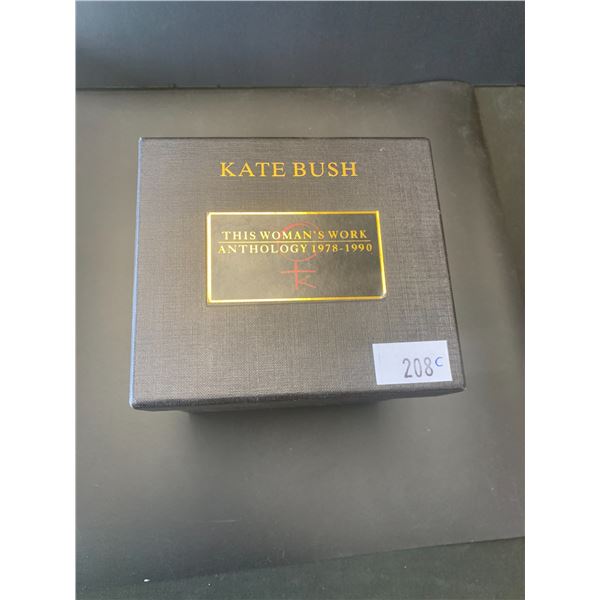 KATE BUSH
THIS WOMAN'S WORK
ANTHOLOGY 1978-1990
208C